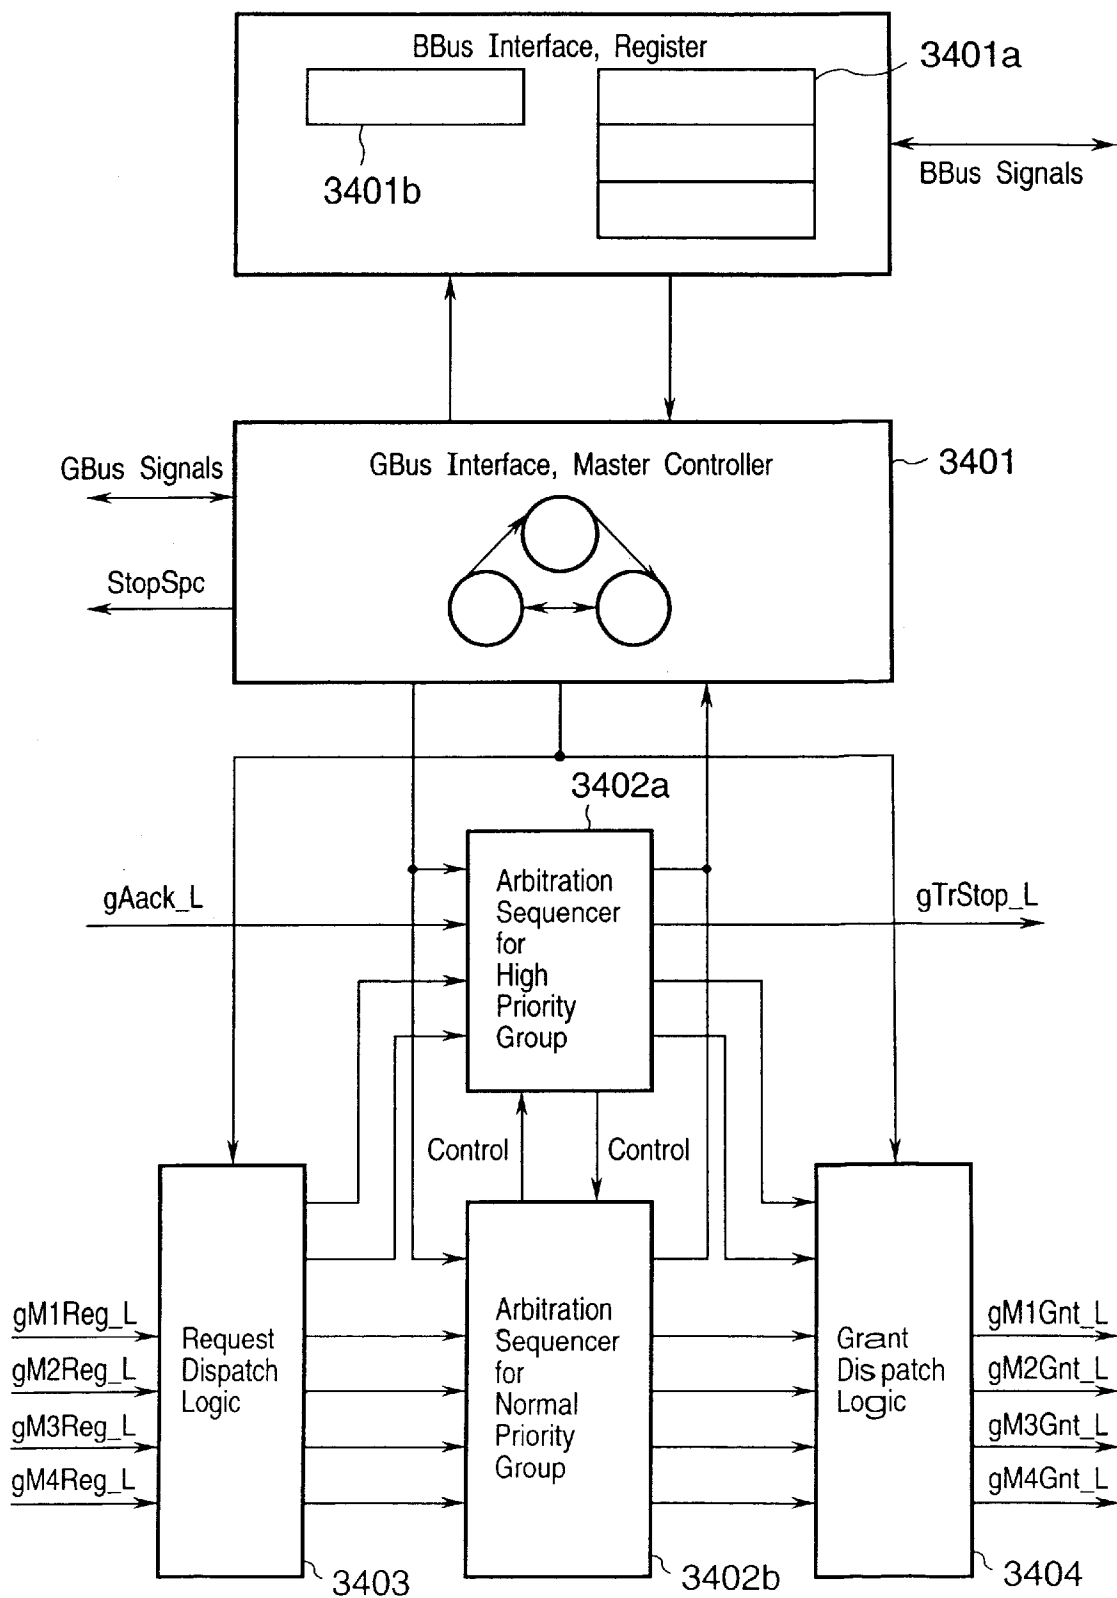 BBus Interface, Register
3401a
3401b
BBus Signals
GBus Signals
GBus Interface, Master Controller
3401
StopSpc
3402a
gAack_L
Arbitration
Sequencer
for
High
Priority
Group
gTrStop_L
Control
Control
gM1Reg_L
gM2Reg_L
gM3Reg_L
gM4Reg_L
Request
Dispatch
Logic
Arbitration
Sequencer
for
Normal
Priority
Group
Grant
Dispatch
Logic
gM1Gnt_L
gM2Gnt_L
gM3Gnt_L
gM4Gnt_L
3403
3402b
3404